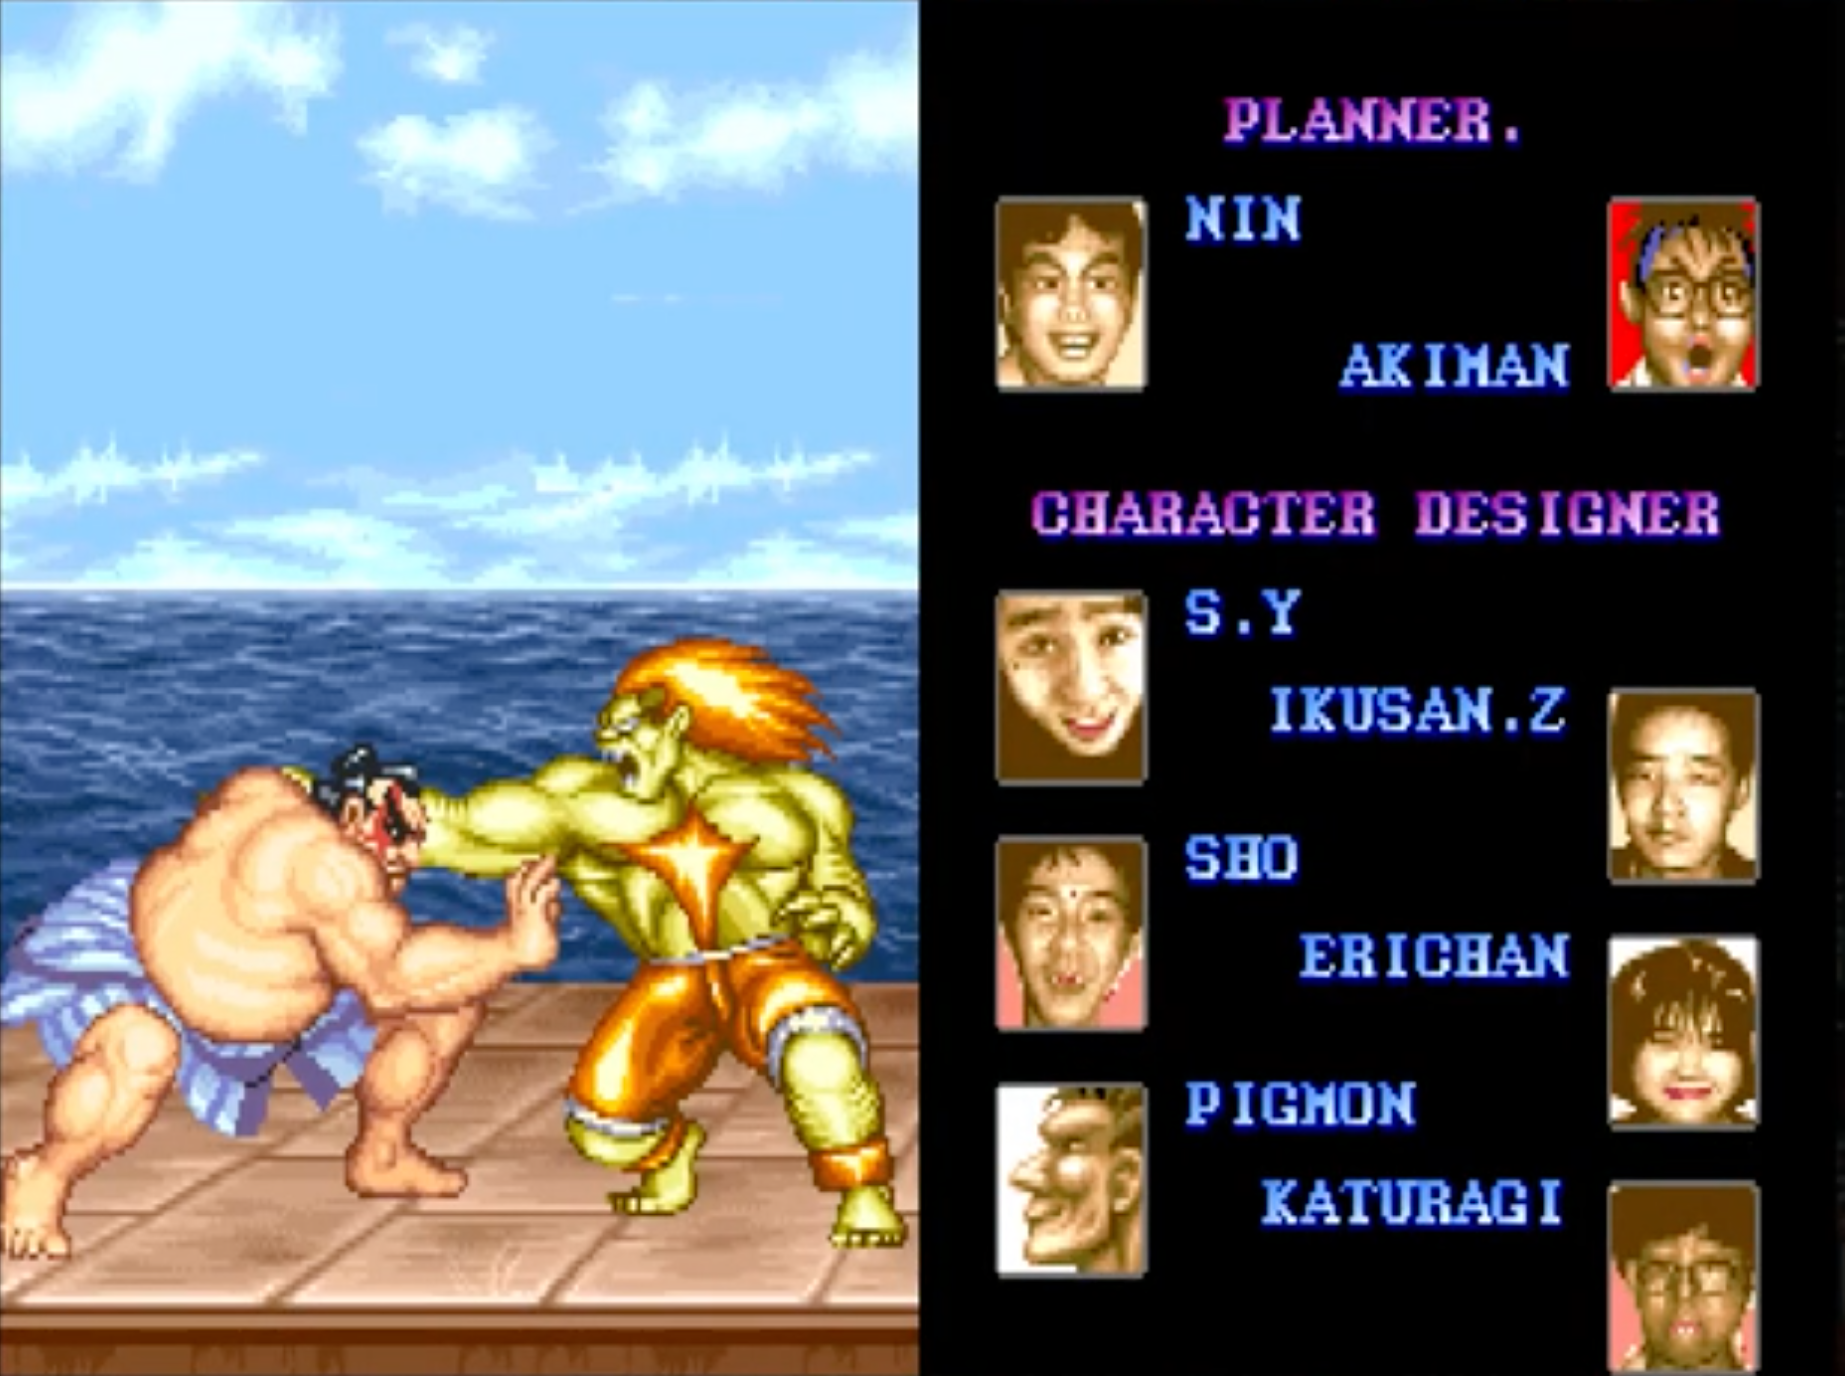 PLANNER.
NIN
AKIMAN
CHARACTER DESIGNER
S.Y
IKUSAN.Z
SHO
ERICHAN
PIGMON
KATURAGI